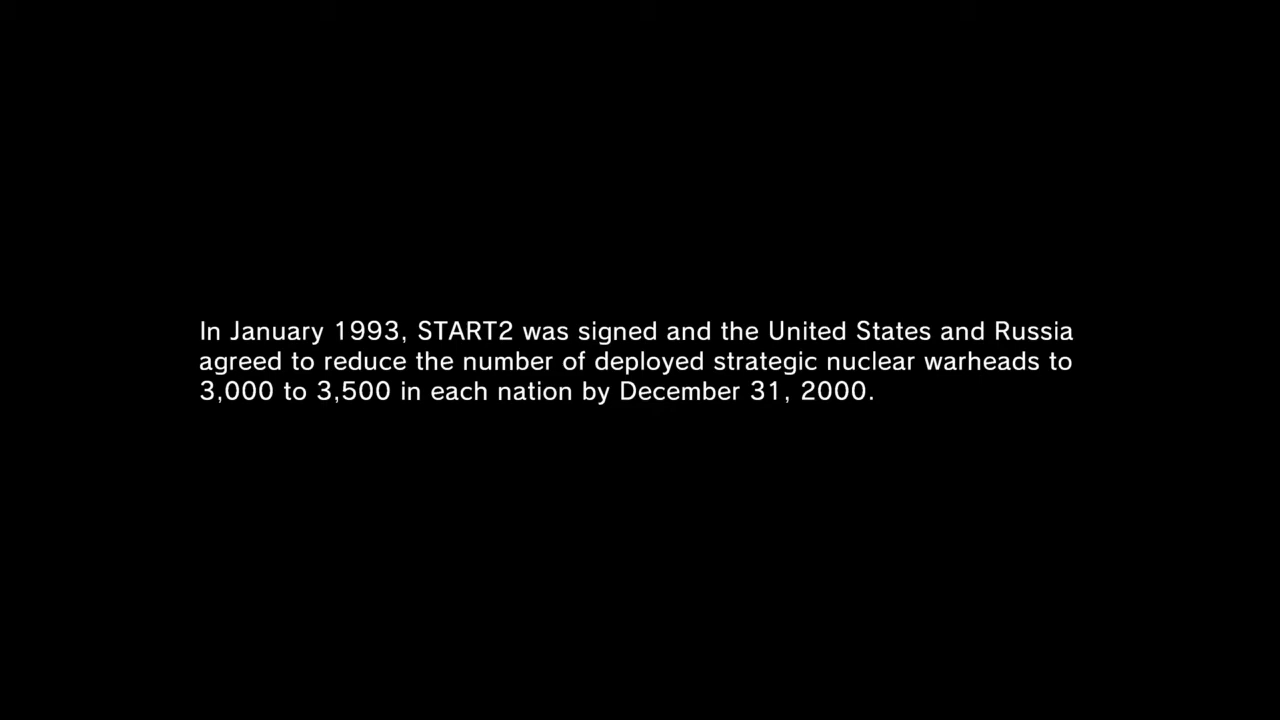 In January 1993, START2 was signed and the United States and Russia
agreed to reduce the number of deployed strategic nuclear warheads to
3,000 to 3,500 in each nation by December 31, 2000.